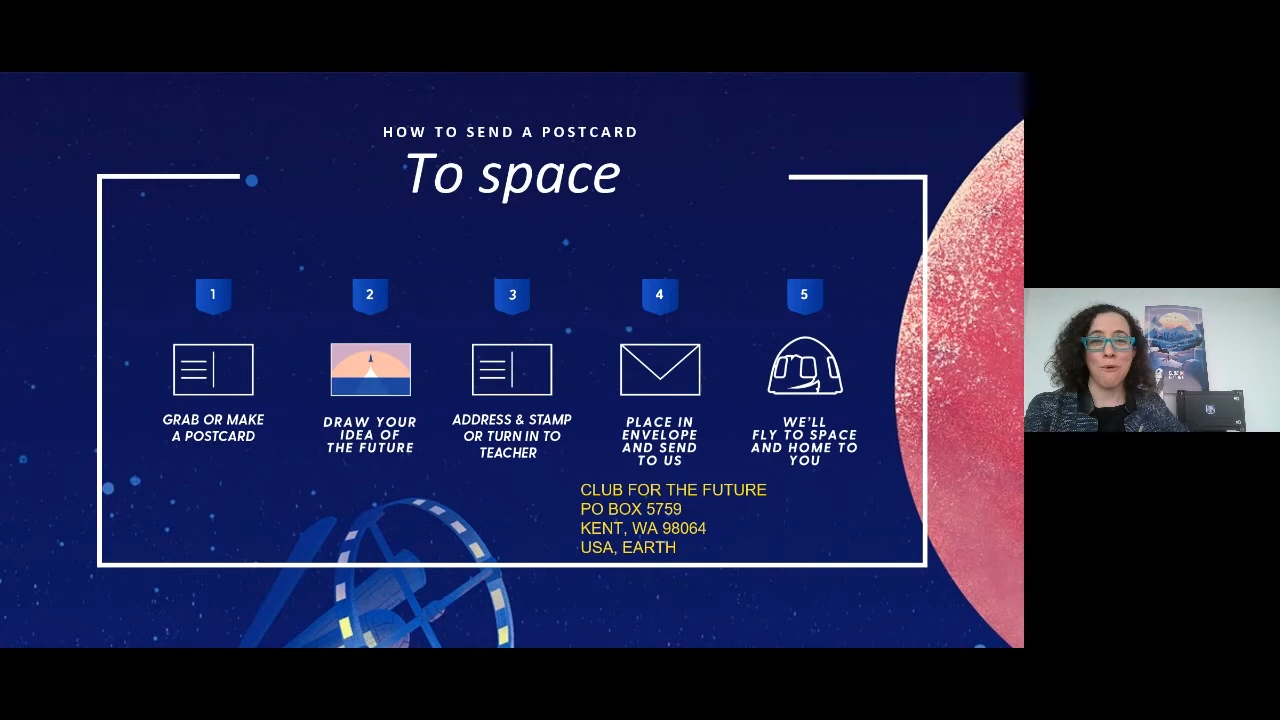 HOW TO SEND A POSTCARD
To space
1
GRAB OR MAKE
A POSTCARD
2
DRAW YOUR
IDEA OF
THE FUTURE
3
ADDRESS & STAMP
OR TURN IN TO
TEACHER
4
PLACE IN
ENVELOPE
AND SEND
TO US
5
WE'LL
FLY TO SPACE
AND HOME TO
YOU
CLUB FOR THE FUTURE
PO BOX 5759
KENT, WA 98064
USA, EARTH